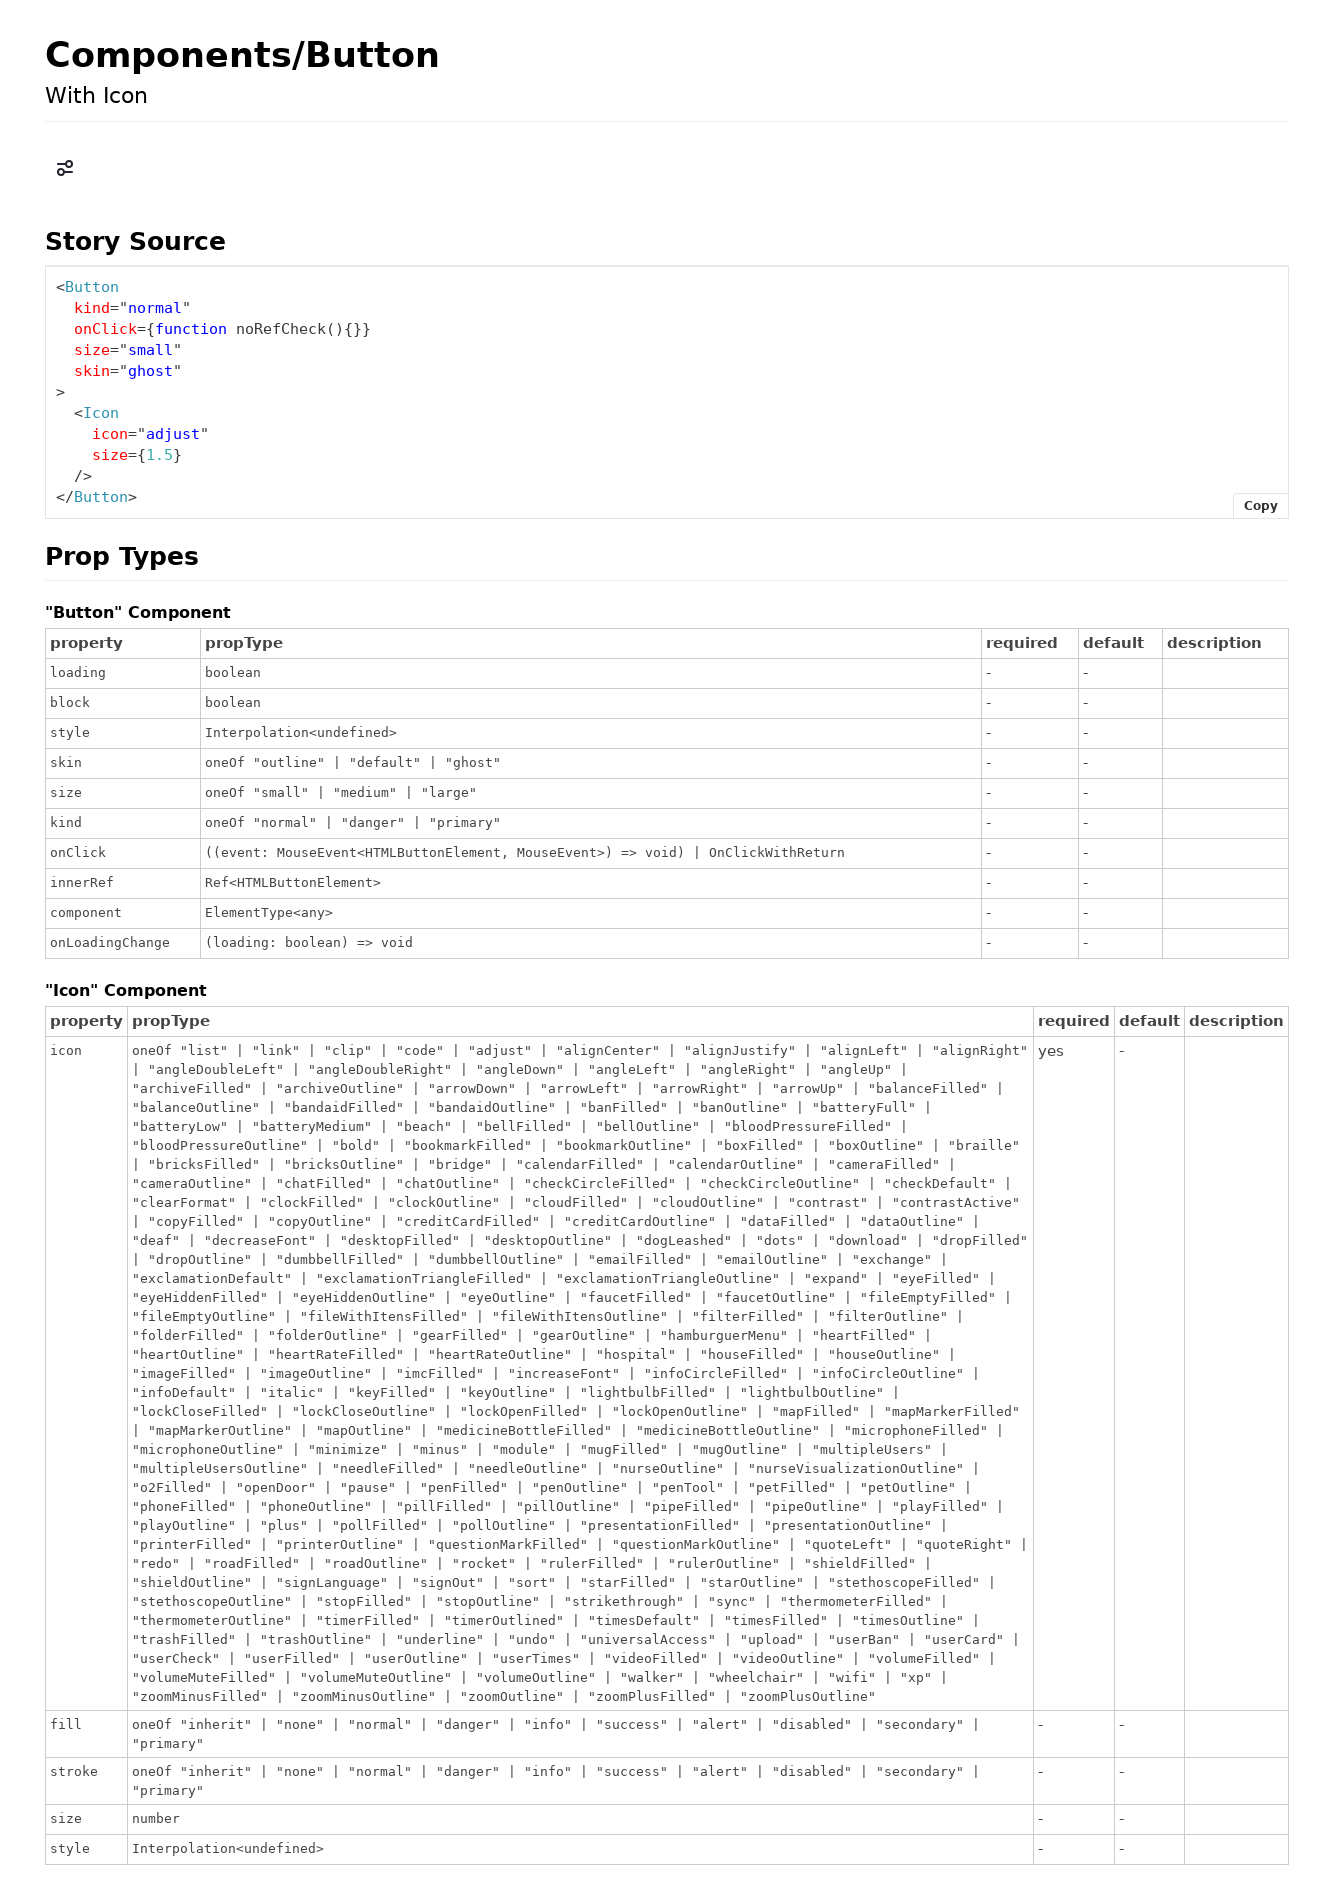 Components/Button
With Icon
Story Source
<Button
  kind="normal"
  onClick={function noRefCheck(){}}
  size="small"
  skin="ghost"
>
  <Icon
    icon="adjust"
    size={1.5}
  />
</Button>
Copy
Prop Types
"Button" Component
property propType required default description
loading boolean - -
block boolean - -
style Interpolation<undefined> - -
skin oneOf "outline" | "default" | "ghost" - -
size oneOf "small" | "medium" | "large" - -
kind oneOf "normal" | "danger" | "primary" - -
onClick ((event: MouseEvent<HTMLButtonElement, MouseEvent>) => void) | OnClickWithReturn - -
innerRef Ref<HTMLButtonElement> - -
component ElementType<any> - -
onLoadingChange (loading: boolean) => void - -
"Icon" Component
property propType required default description
icon oneOf "list" | "link" | "clip" | "code" | "adjust" | "alignCenter" | "alignJustify" | "alignLeft" | "alignRight" yes -
| "angleDoubleLeft" | "angleDoubleRight" | "angleDown" | "angleLeft" | "angleRight" | "angleUp" |
"archiveFilled" | "archiveOutline" | "arrowDown" | "arrowLeft" | "arrowRight" | "arrowUp" | "balanceFilled" |
"balanceOutline" | "bandaidFilled" | "bandaidOutline" | "banFilled" | "banOutline" | "batteryFull" |
"batteryLow" | "batteryMedium" | "beach" | "bellFilled" | "bellOutline" | "bloodPressureFilled" |
"bloodPressureOutline" | "bold" | "bookmarkFilled" | "bookmarkOutline" | "boxFilled" | "boxOutline" | "braille"
| "bricksFilled" | "bricksOutline" | "bridge" | "calendarFilled" | "calendarOutline" | "cameraFilled" |
"cameraOutline" | "chatFilled" | "chatOutline" | "checkCircleFilled" | "checkCircleOutline" | "checkDefault" |
"clearFormat" | "clockFilled" | "clockOutline" | "cloudFilled" | "cloudOutline" | "contrast" | "contrastActive"
| "copyFilled" | "copyOutline" | "creditCardFilled" | "creditCardOutline" | "dataFilled" | "dataOutline" |
"deaf" | "decreaseFont" | "desktopFilled" | "desktopOutline" | "dogLeashed" | "dots" | "download" | "dropFilled"
| "dropOutline" | "dumbbellFilled" | "dumbbellOutline" | "emailFilled" | "emailOutline" | "exchange" |
"exclamationDefault" | "exclamationTriangleFilled" | "exclamationTriangleOutline" | "expand" | "eyeFilled" |
"eyeHiddenFilled" | "eyeHiddenOutline" | "eyeOutline" | "faucetFilled" | "faucetOutline" | "fileEmptyFilled" |
"fileEmptyOutline" | "fileWithItensFilled" | "fileWithItensOutline" | "filterFilled" | "filterOutline" |
"folderFilled" | "folderOutline" | "gearFilled" | "gearOutline" | "hamburguerMenu" | "heartFilled" |
"heartOutline" | "heartRateFilled" | "heartRateOutline" | "hospital" | "houseFilled" | "houseOutline" |
"imageFilled" | "imageOutline" | "imcFilled" | "increaseFont" | "infoCircleFilled" | "infoCircleOutline" |
"infoDefault" | "italic" | "keyFilled" | "keyOutline" | "lightbulbFilled" | "lightbulbOutline" |
"lockCloseFilled" | "lockCloseOutline" | "lockOpenFilled" | "lockOpenOutline" | "mapFilled" | "mapMarkerFilled"
| "mapMarkerOutline" | "mapOutline" | "medicineBottleFilled" | "medicineBottleOutline" | "microphoneFilled" |
"microphoneOutline" | "minimize" | "minus" | "module" | "mugFilled" | "mugOutline" | "multipleUsers" |
"multipleUsersOutline" | "needleFilled" | "needleOutline" | "nurseOutline" | "nurseVisualizationOutline" |
"o2Filled" | "openDoor" | "pause" | "penFilled" | "penOutline" | "penTool" | "petFilled" | "petOutline" |
"phoneFilled" | "phoneOutline" | "pillFilled" | "pillOutline" | "pipeFilled" | "pipeOutline" | "playFilled" |
"playOutline" | "plus" | "pollFilled" | "pollOutline" | "presentationFilled" | "presentationOutline" |
"printerFilled" | "printerOutline" | "questionMarkFilled" | "questionMarkOutline" | "quoteLeft" | "quoteRight" |
"redo" | "roadFilled" | "roadOutline" | "rocket" | "rulerFilled" | "rulerOutline" | "shieldFilled" |
"shieldOutline" | "signLanguage" | "signOut" | "sort" | "starFilled" | "starOutline" | "stethoscopeFilled" |
"stethoscopeOutline" | "stopFilled" | "stopOutline" | "strikethrough" | "sync" | "thermometerFilled" |
"thermometerOutline" | "timerFilled" | "timerOutlined" | "timesDefault" | "timesFilled" | "timesOutline" |
"trashFilled" | "trashOutline" | "underline" | "undo" | "universalAccess" | "upload" | "userBan" | "userCard" |
"userCheck" | "userFilled" | "userOutline" | "userTimes" | "videoFilled" | "videoOutline" | "volumeFilled" |
"volumeMuteFilled" | "volumeMuteOutline" | "volumeOutline" | "walker" | "wheelchair" | "wifi" | "xp" |
"zoomMinusFilled" | "zoomMinusOutline" | "zoomOutline" | "zoomPlusFilled" | "zoomPlusOutline"
fill oneOf "inherit" | "none" | "normal" | "danger" | "info" | "success" | "alert" | "disabled" | "secondary" | - -
"primary"
stroke oneOf "inherit" | "none" | "normal" | "danger" | "info" | "success" | "alert" | "disabled" | "secondary" | - -
"primary"
size number - -
style Interpolation<undefined> - -